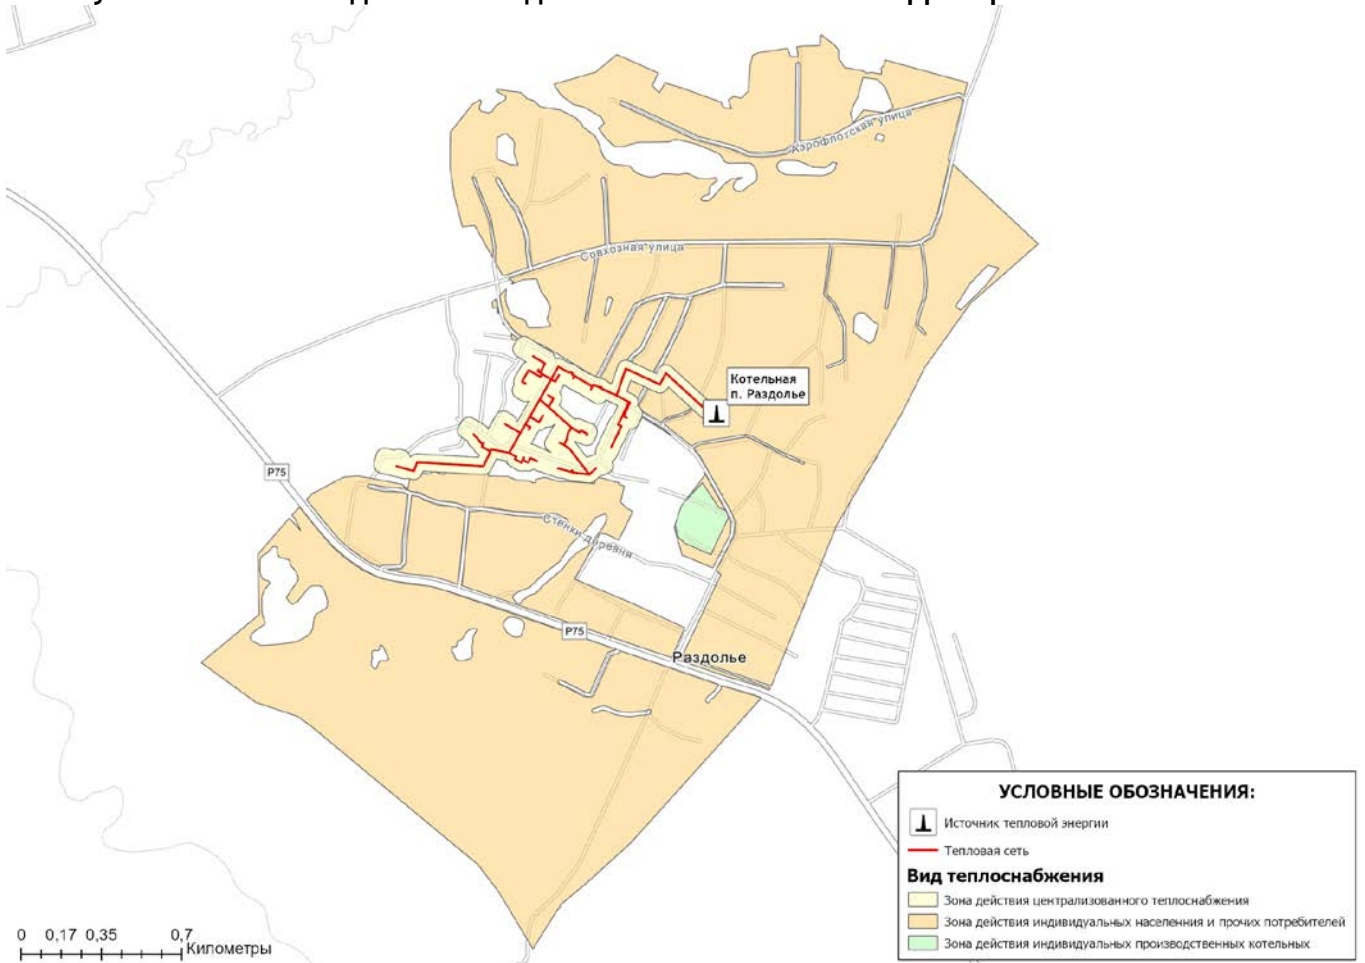 Аэрофлотская улица
Совхозная улица
Котельная
п. Раздолье
Р75
Стенки деревня
Р75
Раздолье
УСЛОВНЫЕ ОБОЗНАЧЕНИЯ:
Источник тепловой энергии
Тепловая сеть
Вид теплоснабжения
Зона действия централизованного теплоснабжения
Зона действия индивидуальных населенния и прочих потребителей
Зона действия индивидуальных производственных котельных
0 0,17 0,35 0,7
Километры